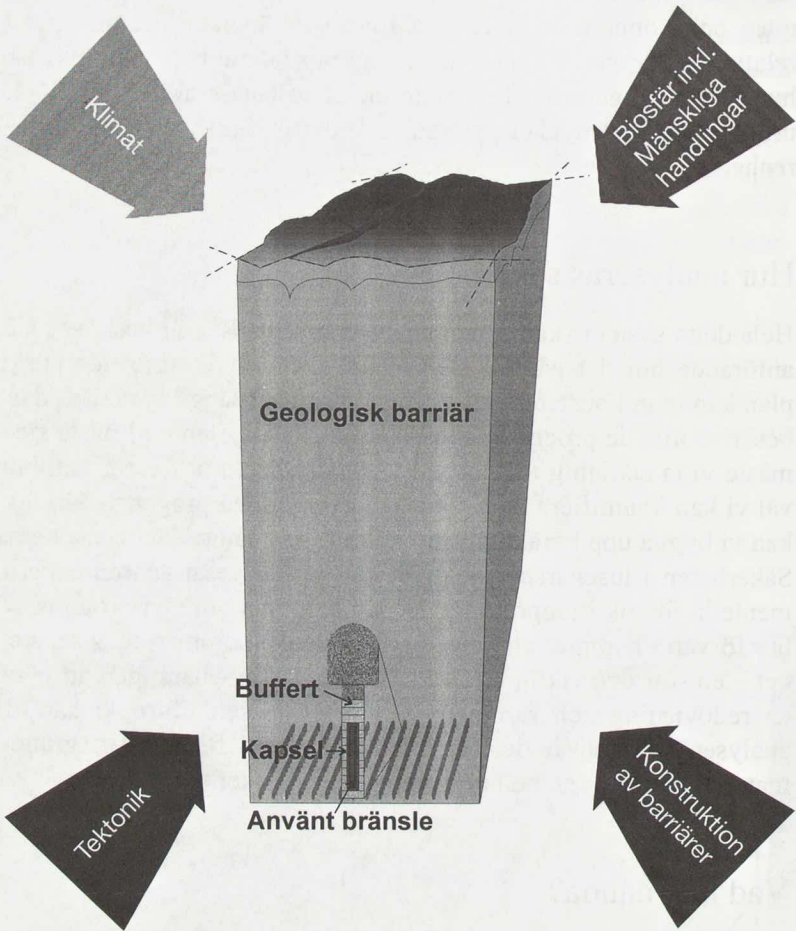 Klimat
Biosfär inkl.
Mänskliga
handlingar
Geologisk barriär
Buffert
Kapsel
Använt bränsle
Tektonik
Konstruktion
av barriärer